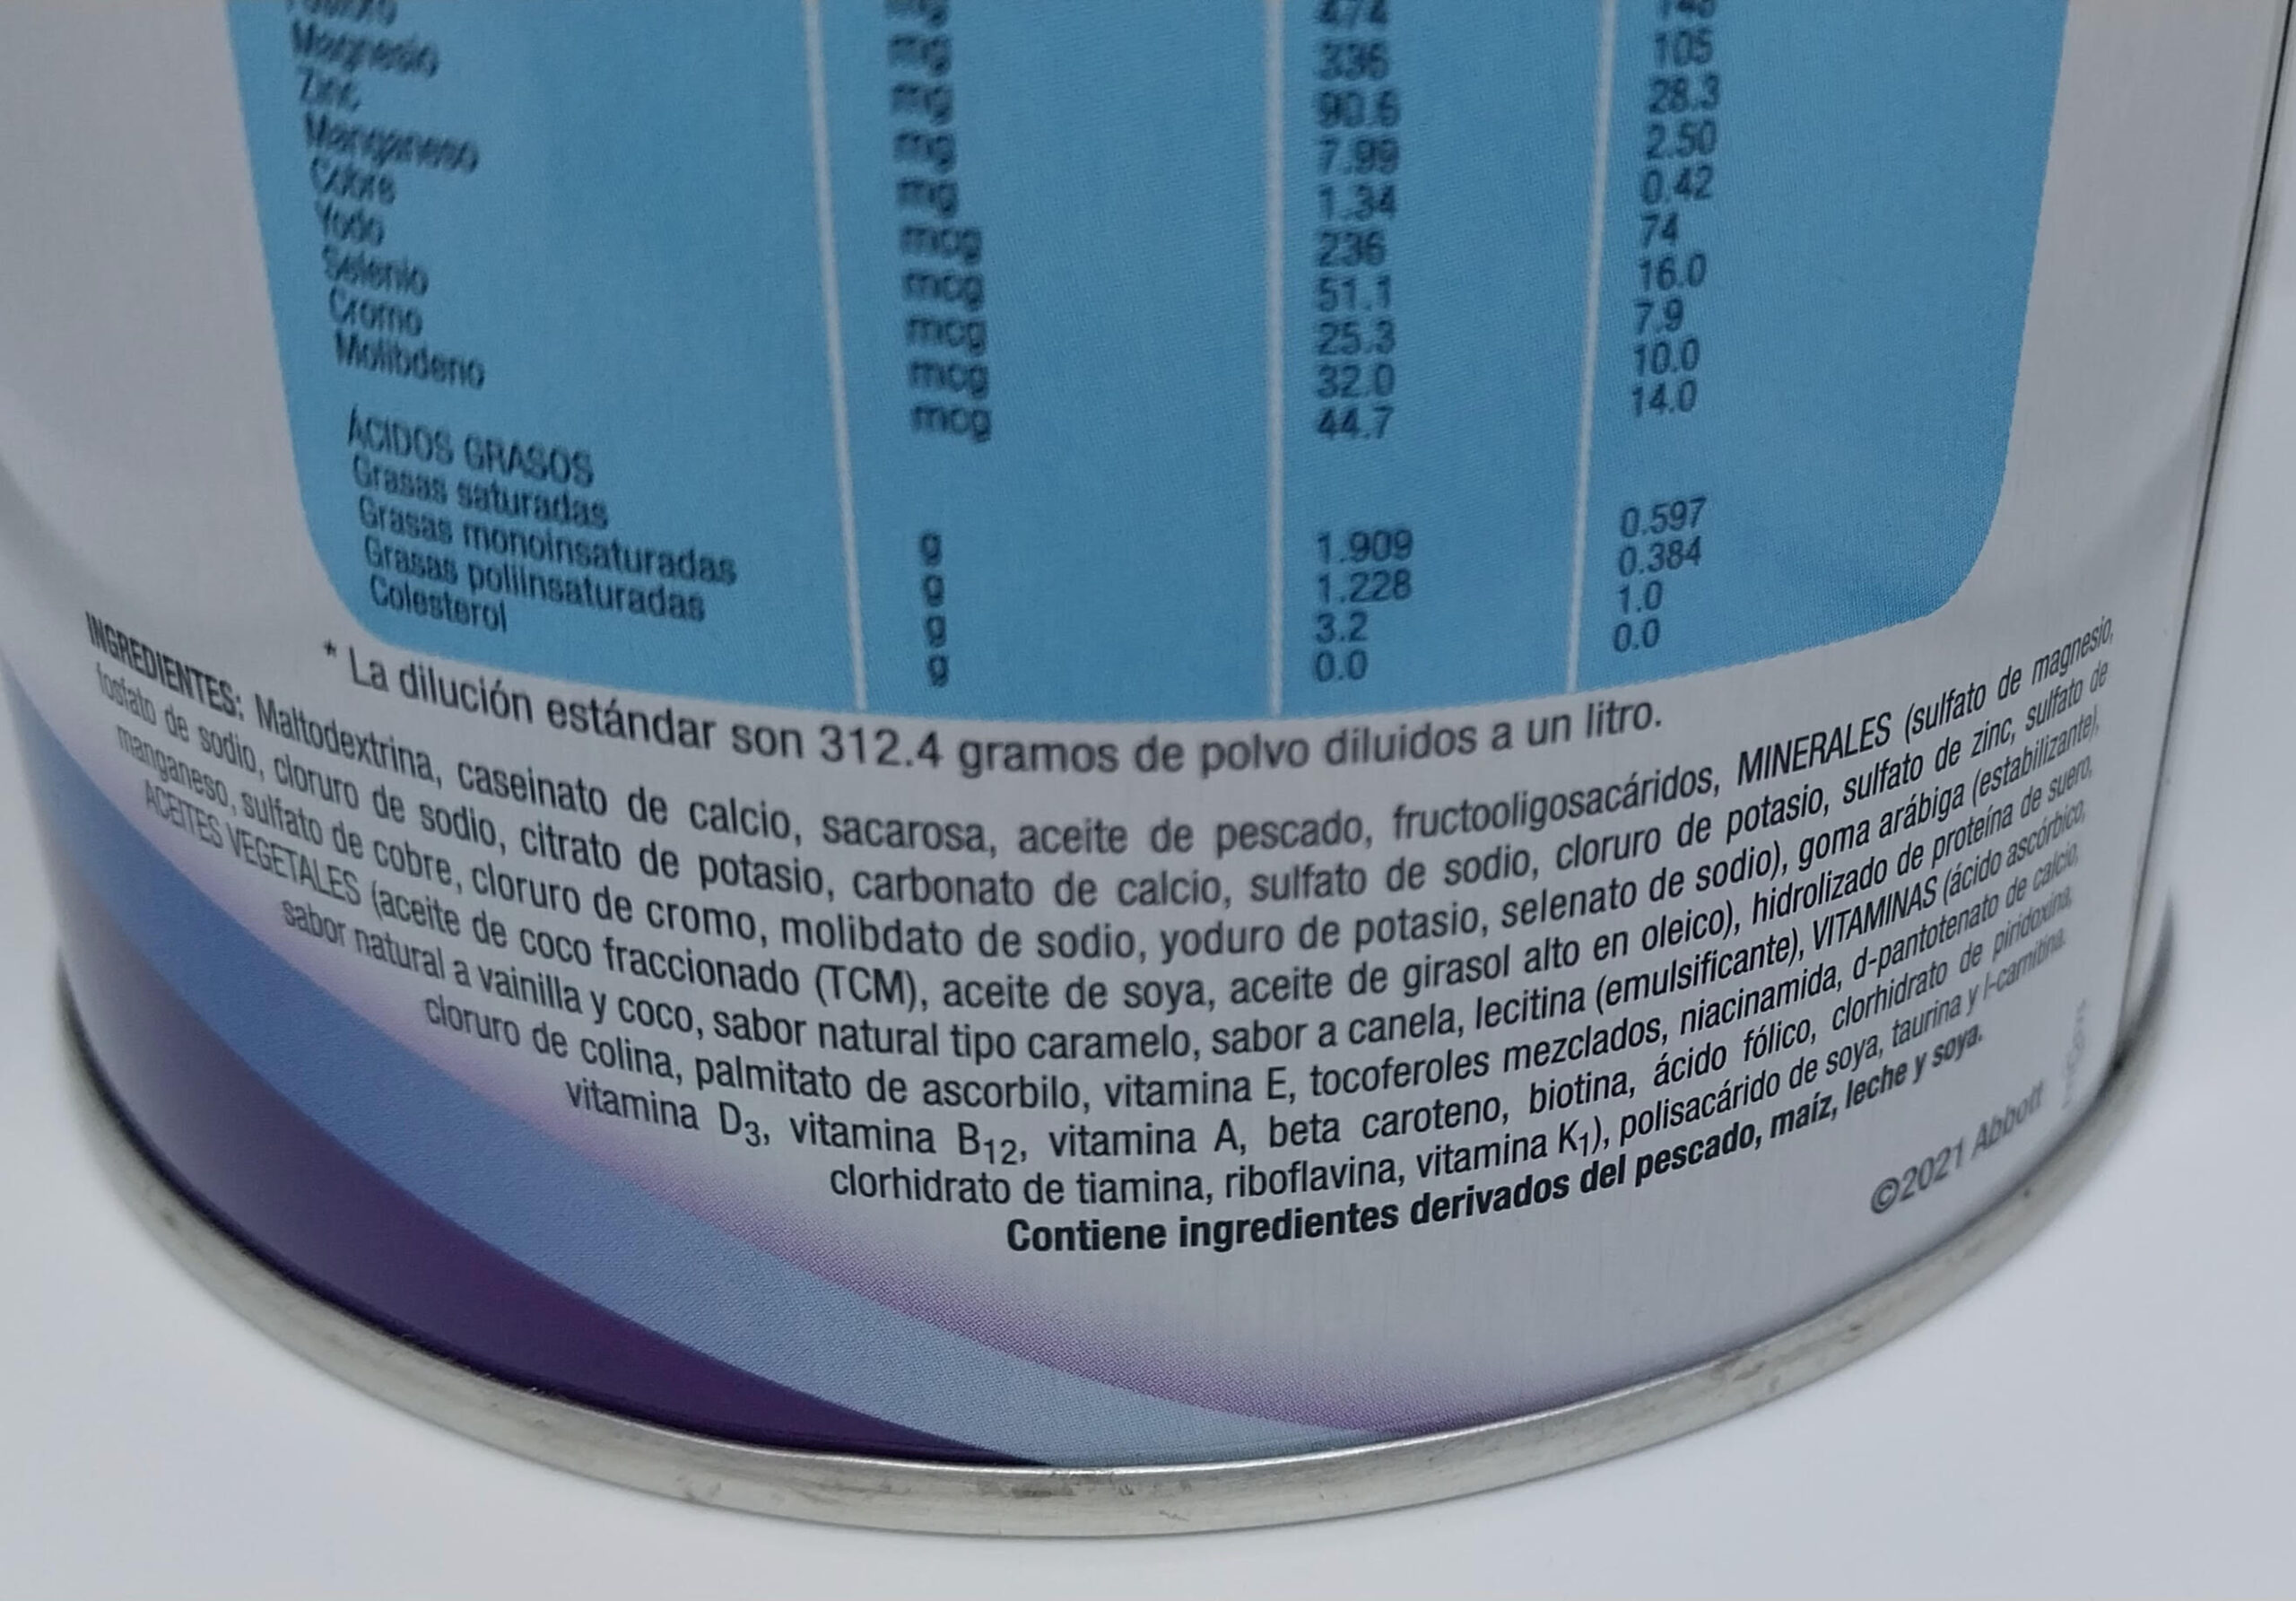 mg 474 148
Fósforo mg 336 105
Magnesio mg 90.6 28.3
Zinc mg 7.99 2.50
Manganeso mg 1.34 0.42
Cobre mcg 236 74
Yodo mcg 51.1 16.0
Selenio mcg 25.3 7.9
Cromo mcg 32.0 10.0
Molibdeno mcg 44.7 14.0
ÁCIDOS GRASOS
Grasas saturadas g 1.909 0.597
Grasas monoinsaturadas g 1.228 0.384
Grasas poliinsaturadas g 3.2 1.0
Colesterol g 0.0 0.0
* La dilución estándar son 312.4 gramos de polvo diluidos a un litro.
INGREDIENTES: Maltodextrina, caseinato de calcio, sacarosa, aceite de pescado, fructooligosacáridos, MINERALES (sulfato de magnesio,
fosfato de sodio, cloruro de sodio, citrato de potasio, carbonato de calcio, sulfato de sodio, cloruro de potasio, sulfato de zinc, sulfato de
manganeso, sulfato de cobre, cloruro de cromo, molibdato de sodio, yoduro de potasio, selenato de sodio), goma arábiga (estabilizante),
ACEITES VEGETALES (aceite de coco fraccionado (TCM), aceite de soya, aceite de girasol alto en oleico), hidrolizado de proteína de suero,
sabor natural a vainilla y coco, sabor natural tipo caramelo, sabor a canela, lecitina (emulsificante), VITAMINAS (ácido ascórbico,
cloruro de colina, palmitato de ascorbilo, vitamina E, tocoferoles mezclados, niacinamida, d-pantotenato de calcio,
vitamina D3, vitamina B12, vitamina A, beta caroteno, biotina, ácido fólico, clorhidrato de piridoxina,
clorhidrato de tiamina, riboflavina, vitamina K1), polisacárido de soya, taurina y l-carnitina.
Contiene ingredientes derivados del pescado, maíz, leche y soya.
©2021 Abbott